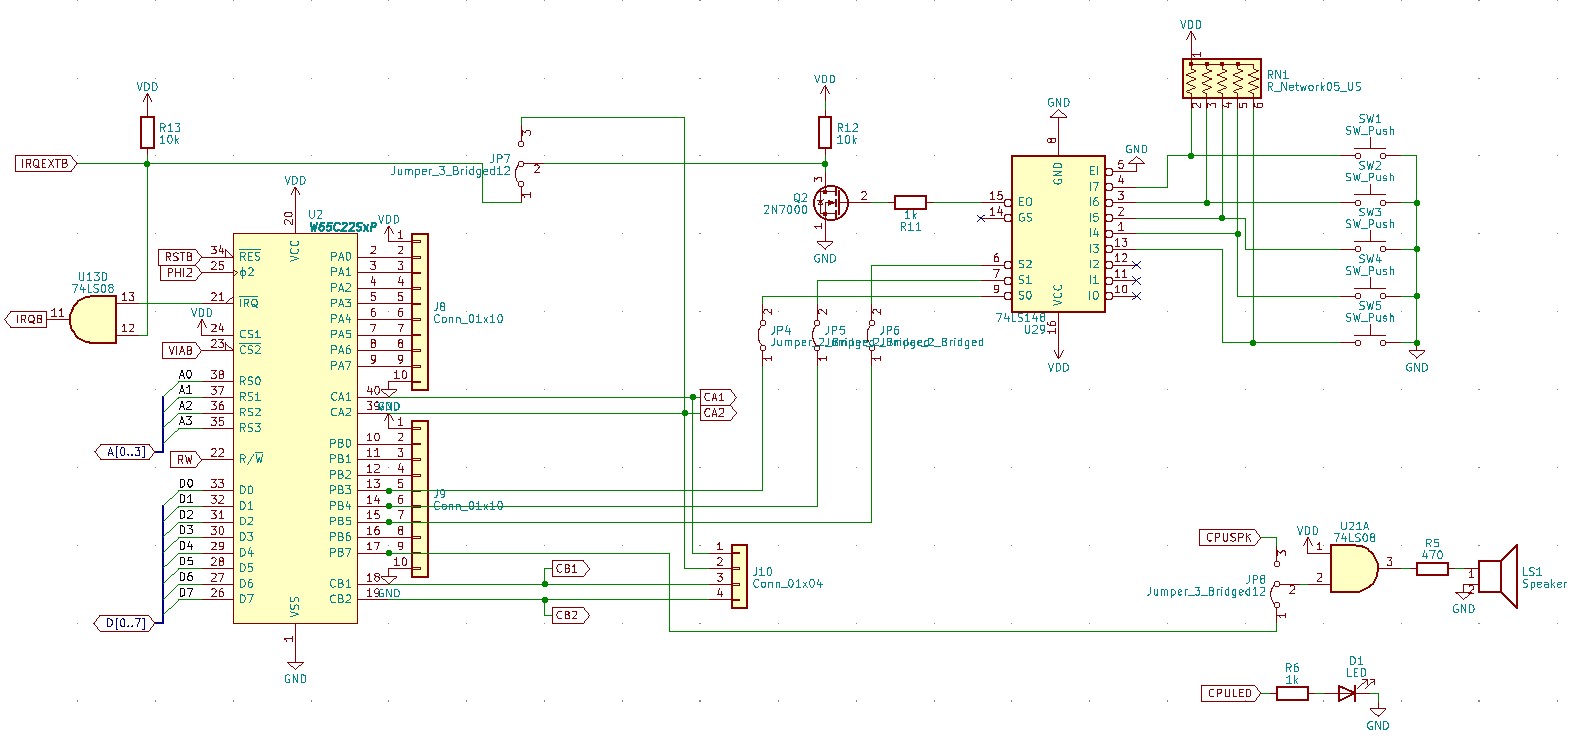 VDD
R13
10k
IRQEXTB
JP7
Jumper_3_Bridged12
3
2
1
VDD
R12
10k
Q2
2N7000
3
2
1
GND
1k
R11
GND
8
GND
15 EO
14 GS
6 S2
7 S1
9 S0
EI 5
I7 4
I6 3
I5 2
I4 1
I3 13
I2 12
I1 11
I0 10
GND
VCC
16
74LS148
U29
VDD
VDD
1
RN1
R_Network05_US
2 3 4 5 6
SW1
SW_Push
SW2
SW_Push
SW3
SW_Push
SW4
SW_Push
SW5
SW_Push
GND
VDD
20
VCC
U2
W65C22SxP
RSTB 34 RES
PHI2 25 ϕ2
21 IRQ
VDD
24 CS1
VIAB 23 CS2
A0 38 RS0
A1 37 RS1
A2 36 RS2
A3 35 RS3
A[0..3]
RW 22 R/W
D0 33 D0
D1 32 D1
D2 31 D2
D3 30 D3
D4 29 D4
D5 28 D5
D6 27 D6
D7 26 D7
D[0..7]
VSS
1
GND
U13D
74LS08
13
12
11
IRQB
VDD
1
PA0 2 2
PA1 3 3
PA2 4 4
PA3 5 5
PA4 6 6
PA5 7 7
PA6 8 8
PA7 9 9
10
J8
Conn_01x10
CA1 40
CA2 39
GND
VDD
1
PB0 10 2
PB1 11 3
PB2 12 4
PB3 13 5
PB4 14 6
PB5 15 7
PB6 16 8
PB7 17 9
10
J9
Conn_01x10
CB1 18
CB2 19
GND
JP4
Jumper_2_Bridged
2
1
JP5
Jumper_2_Bridged
2
1
JP6
Jumper_2_Bridged
2
1
CA1
CA2
CB1
CB2
1
2
3
4
J10
Conn_01x04
CPUSPK
JP8
Jumper_3_Bridged12
3
2
1
VDD
U21A
74LS08
1
2
3
R5
470
1
2
LS1
Speaker
GND
CPULED
R6
1k
D1
LED
GND